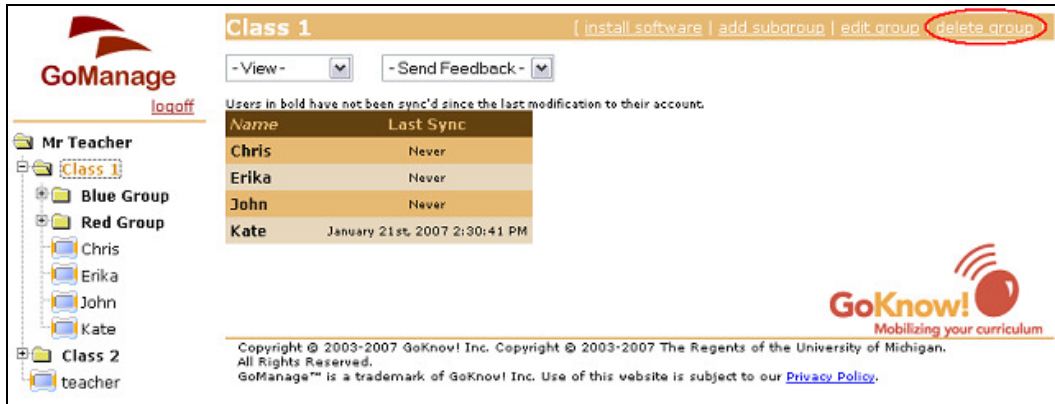 GoManage
logoff
Mr Teacher
Class 1
Blue Group
Red Group
Chris
Erika
John
Kate
Class 2
teacher
Class 1 [ install software | add subgroup | edit group | delete group ]
- View - - Send Feedback -
Users in bold have not been sync'd since the last modification to their account.
Name Last Sync
Chris Never
Erika Never
John Never
Kate January 21st, 2007 2:30:41 PM
GoKnow!
Mobilizing your curriculum
Copyright © 2003-2007 GoKnow! Inc. Copyright © 2003-2007 The Regents of the University of Michigan.
All Rights Reserved.
GoManage™ is a trademark of GoKnow! Inc. Use of this website is subject to our Privacy Policy.